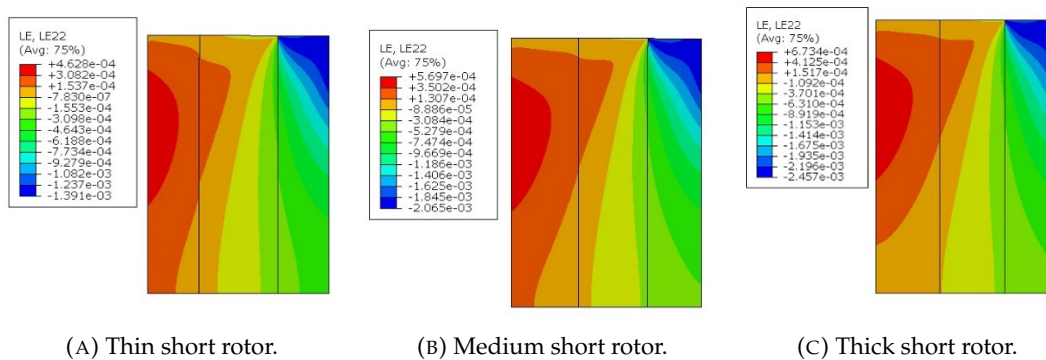 LE, LE22
(Avg: 75%)
+4.628e-04
+3.082e-04
+1.537e-04
-7.830e-07
-1.553e-04
-3.098e-04
-4.643e-04
-6.188e-04
-7.734e-04
-9.279e-04
-1.082e-03
-1.237e-03
-1.391e-03
(A) Thin short rotor.
LE, LE22
(Avg: 75%)
+5.697e-04
+3.502e-04
+1.307e-04
-8.886e-05
-3.084e-04
-5.279e-04
-7.474e-04
-9.669e-04
-1.186e-03
-1.406e-03
-1.625e-03
-1.845e-03
-2.065e-03
(B) Medium short rotor.
LE, LE22
(Avg: 75%)
+6.734e-04
+4.125e-04
+1.517e-04
-1.092e-04
-3.701e-04
-6.310e-04
-8.919e-04
-1.153e-03
-1.414e-03
-1.675e-03
-1.935e-03
-2.196e-03
-2.457e-03
(C) Thick short rotor.